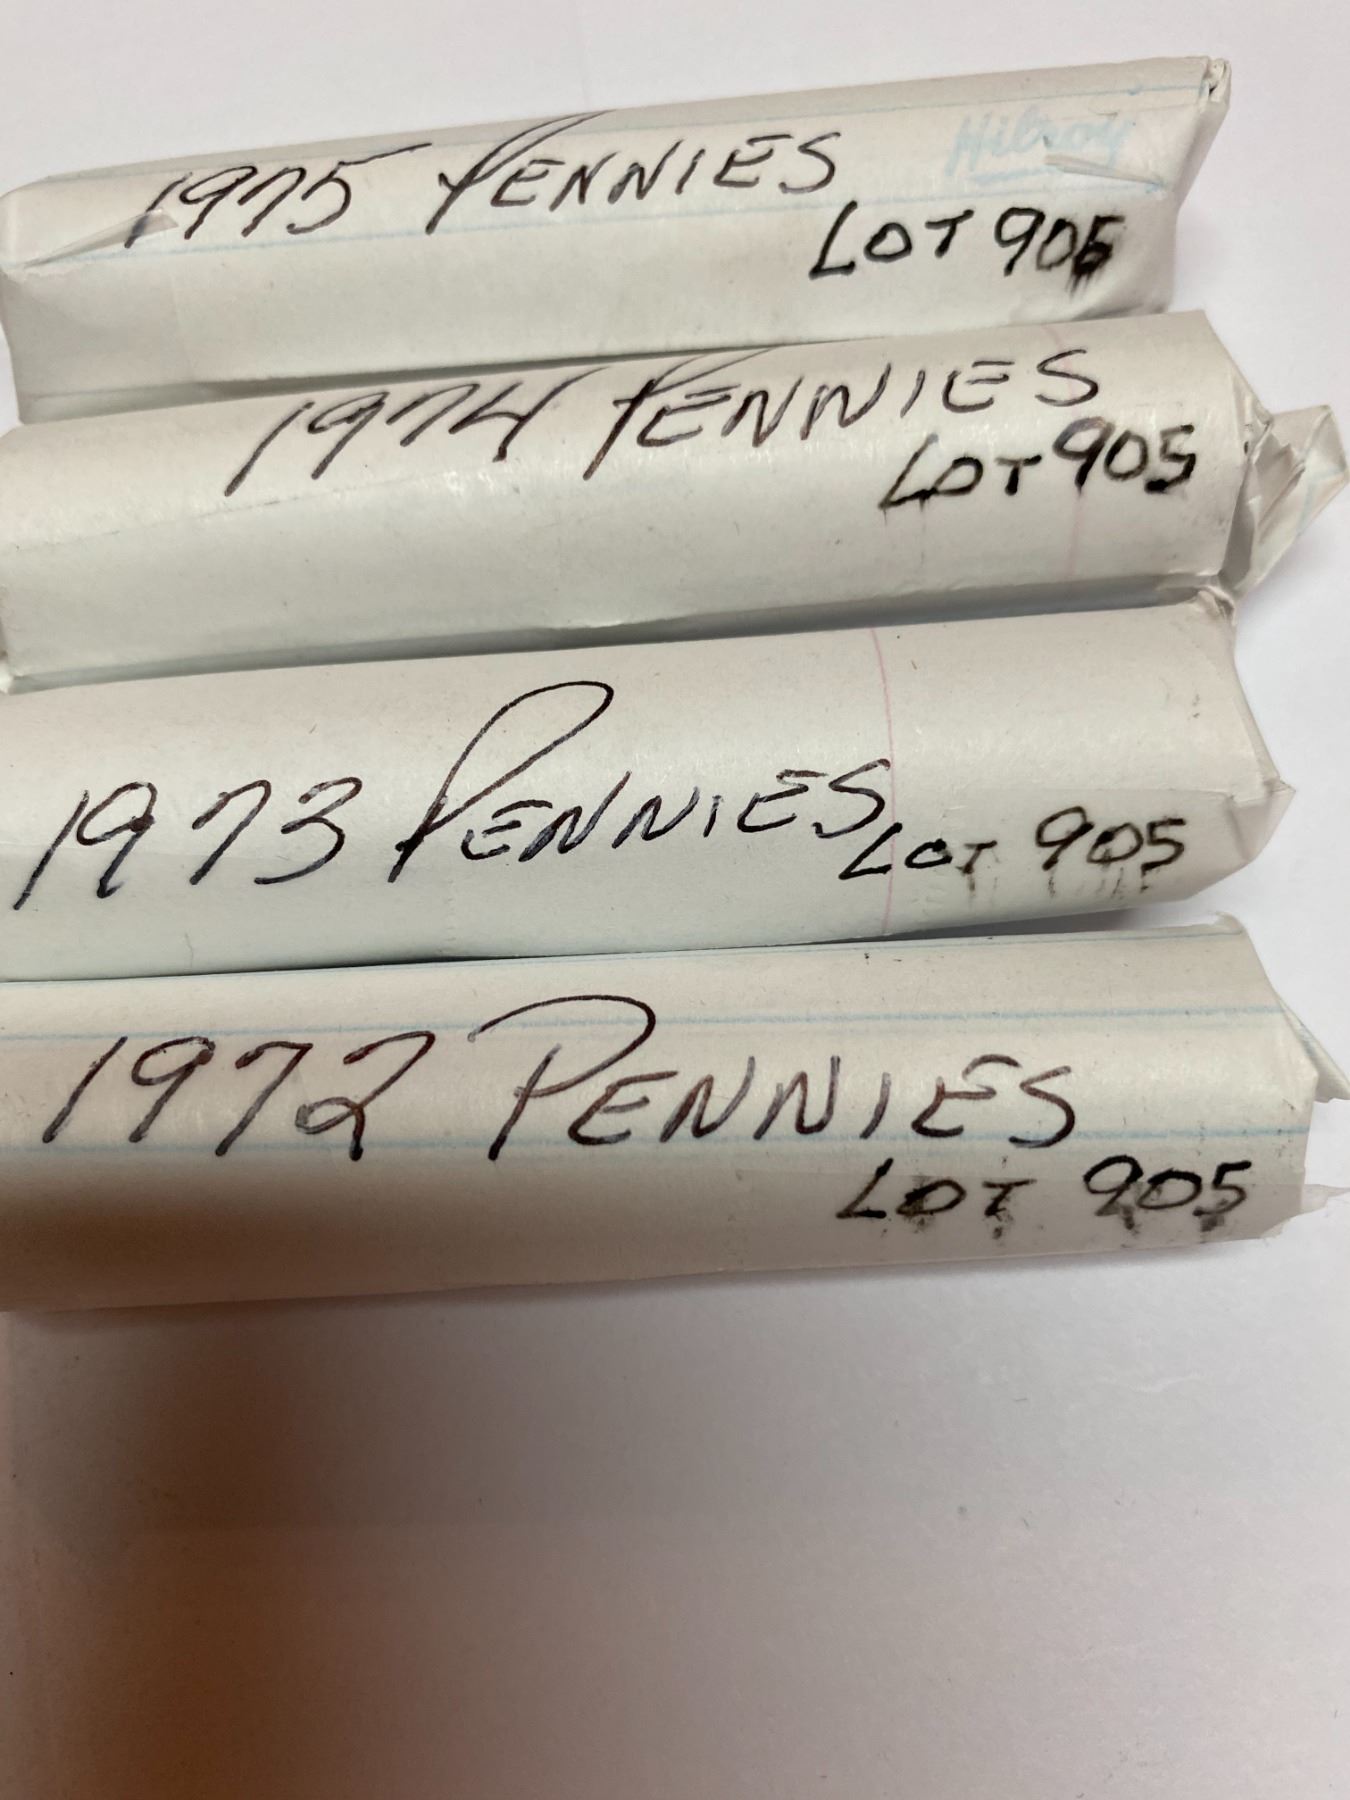 1975 PENNIES
Hilroy
LOT 905
1974 PENNIES
LOT 905
1973 PENNIES
LOT 905
1972 PENNIES
LOT 905